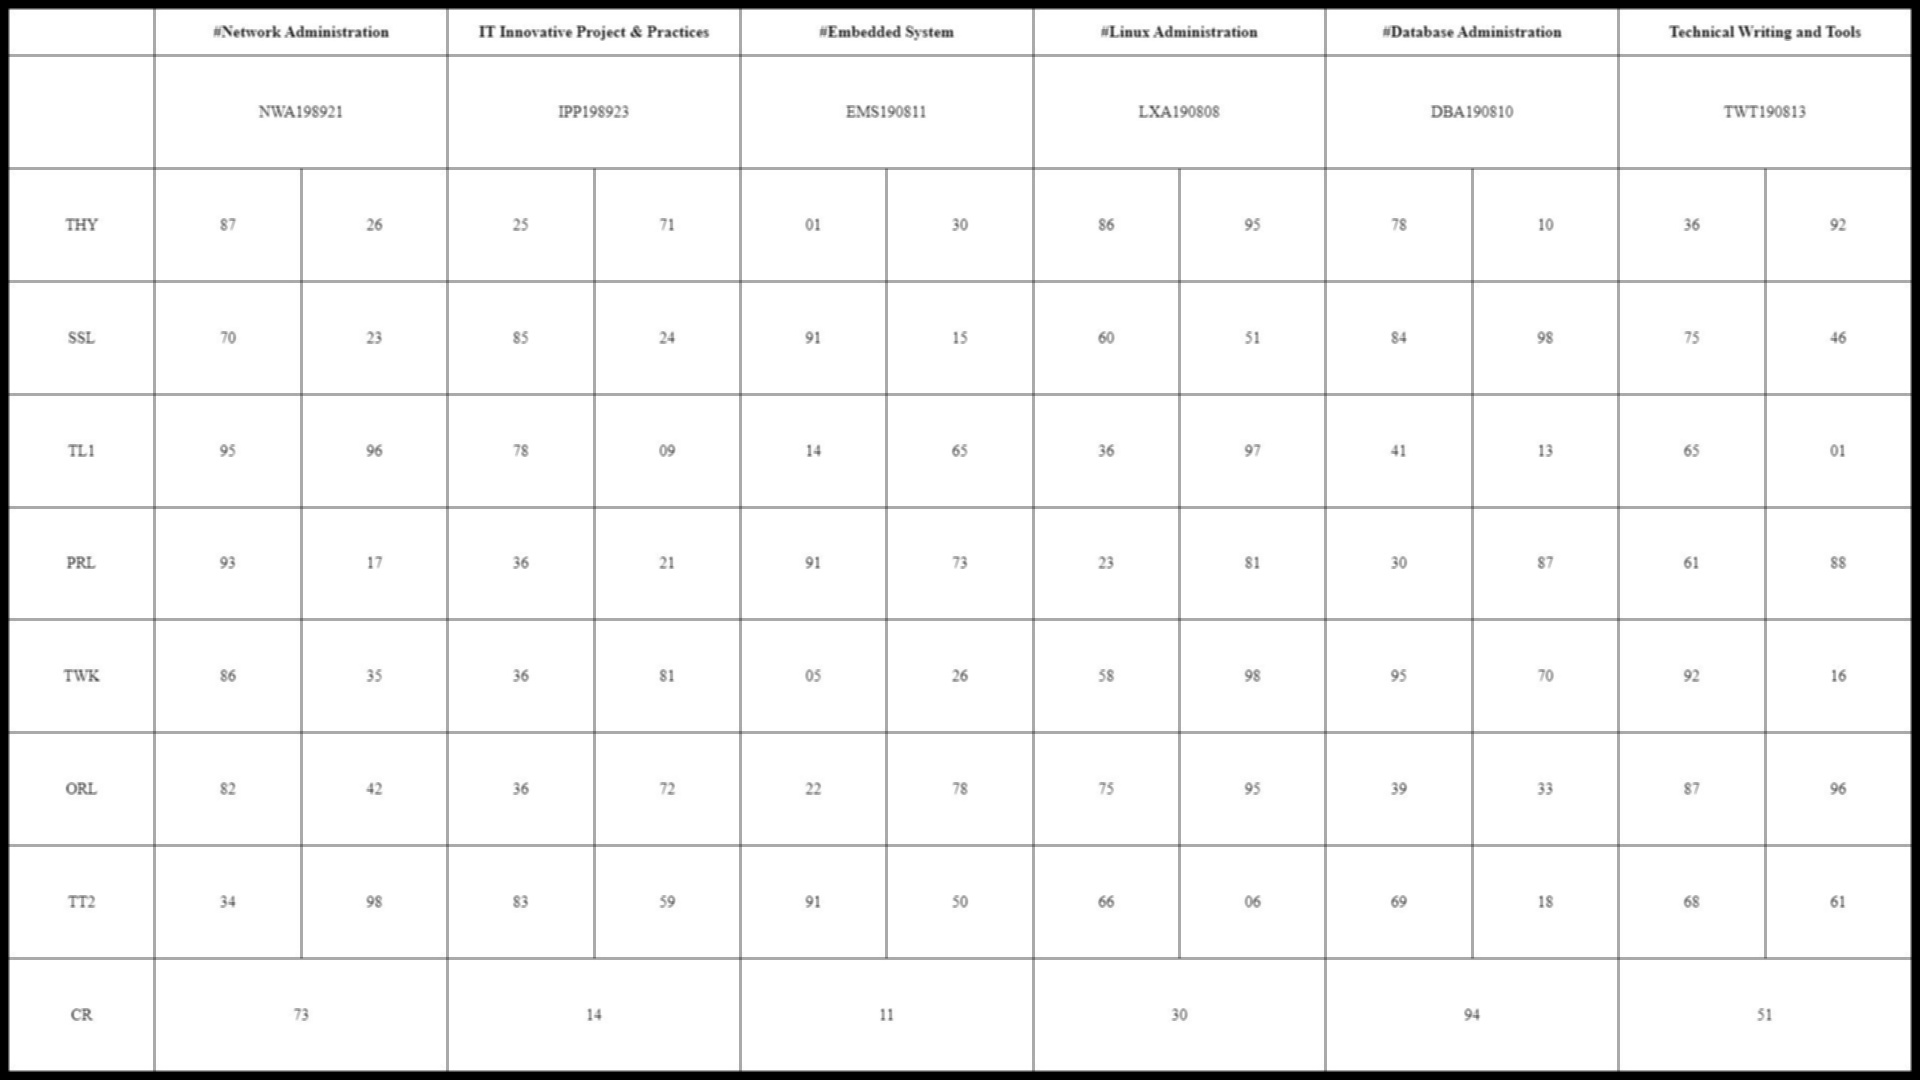 #Network Administration IT Innovative Project & Practices #Embedded System #Linux Administration #Database Administration Technical Writing and Tools
NWA198921 IPP198923 EMS190811 LXA190808 DBA190810 TWT190813
THY 87 26 25 71 01 30 86 95 78 10 36 92
SSL 70 23 85 24 91 15 60 51 84 98 75 46
TL1 95 96 78 09 14 65 36 97 41 13 65 01
PRL 93 17 36 21 91 73 23 81 30 87 61 88
TWK 86 35 36 81 05 26 58 98 95 70 92 16
ORL 82 42 36 72 22 78 75 95 39 33 87 96
TT2 34 98 83 59 91 50 66 06 69 18 68 61
CR 73 14 11 30 94 51